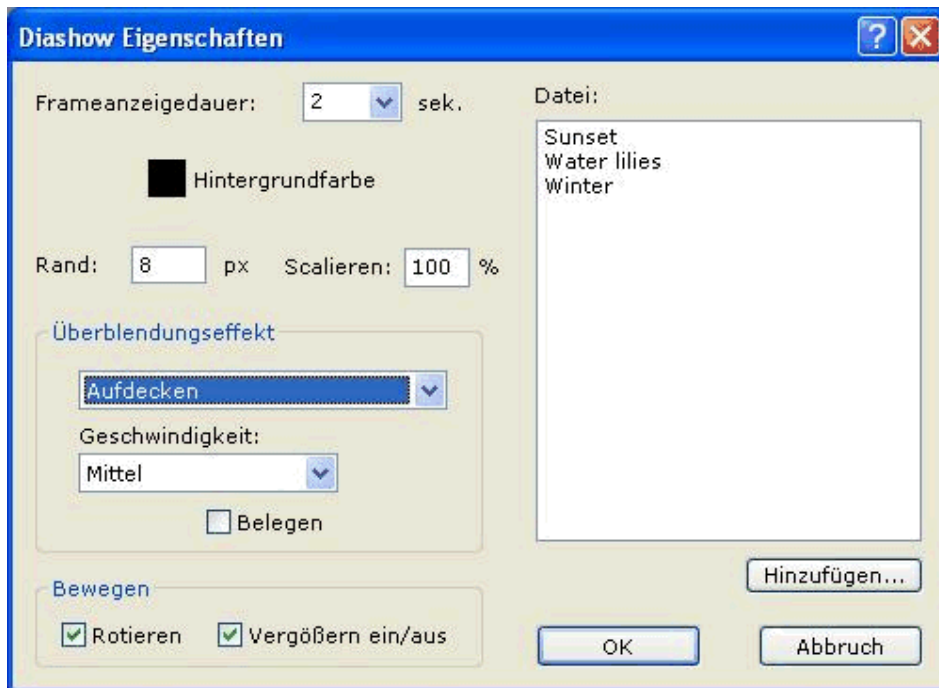 Diashow Eigenschaften
Frameanzeigedauer: 2 sek.
Hintergrundfarbe
Rand: 8 px Scalieren: 100 %
Überblendungseffekt
Aufdecken
Geschwindigkeit:
Mittel
Belegen
Bewegen
Rotieren Vergößern ein/aus
Datei:
Sunset
Water lilies
Winter
Hinzufügen...
OK Abbruch